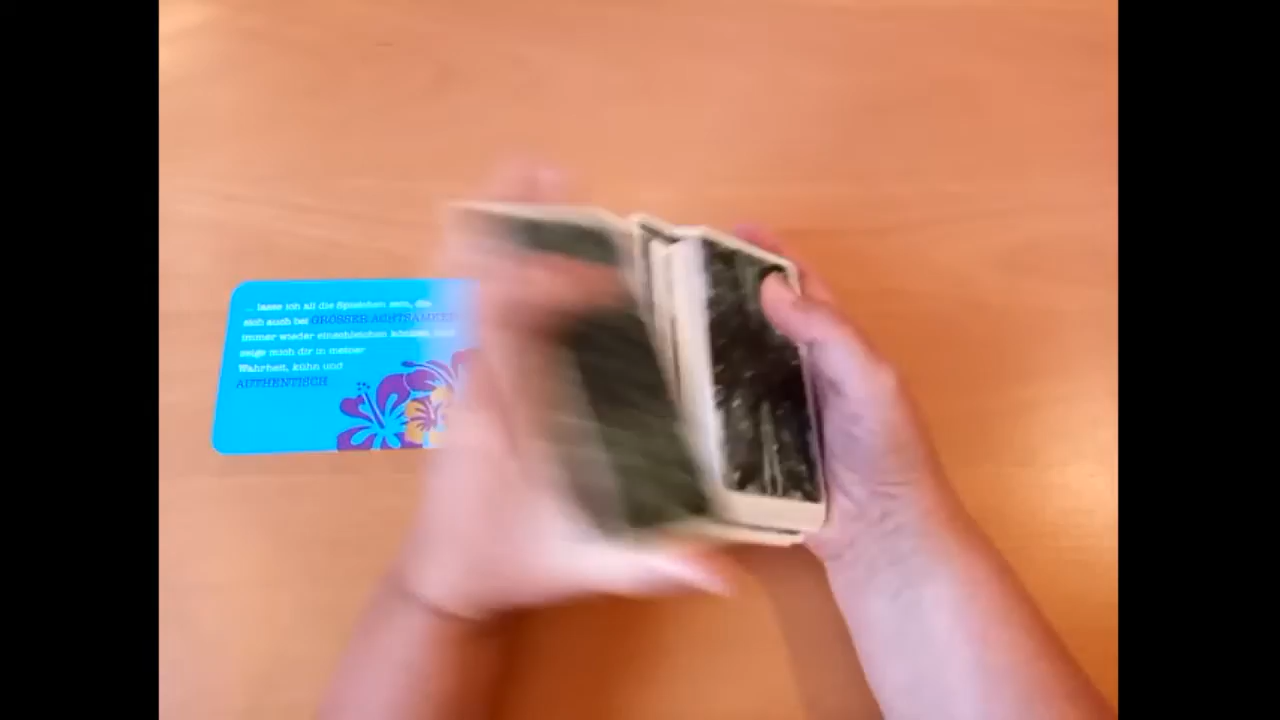 ... lasse ich all die Spielchen sein, die
sich auch bei GROSSER ACHTSAMKEIT
immer wieder einschleichen können und
zeige mich dir in meiner
Wahrheit, kühn und
AUTHENTISCH.